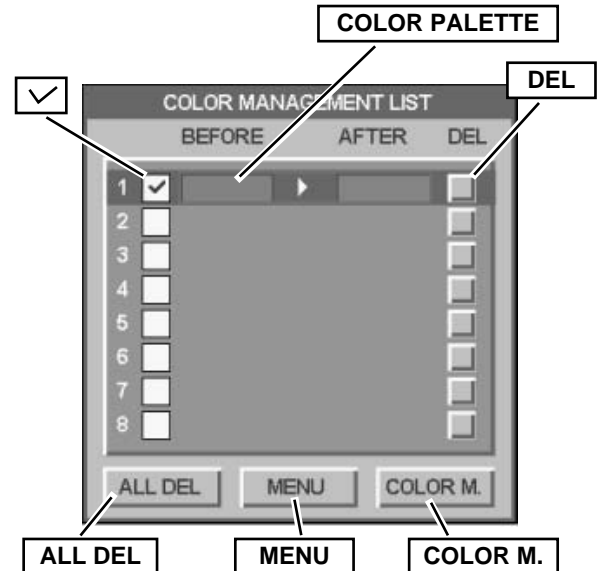 COLOR PALETTE
DEL
COLOR MANAGEMENT LIST
BEFORE AFTER DEL
1
2
3
4
5
6
7
8
ALL DEL MENU COLOR M.
ALL DEL MENU COLOR M.